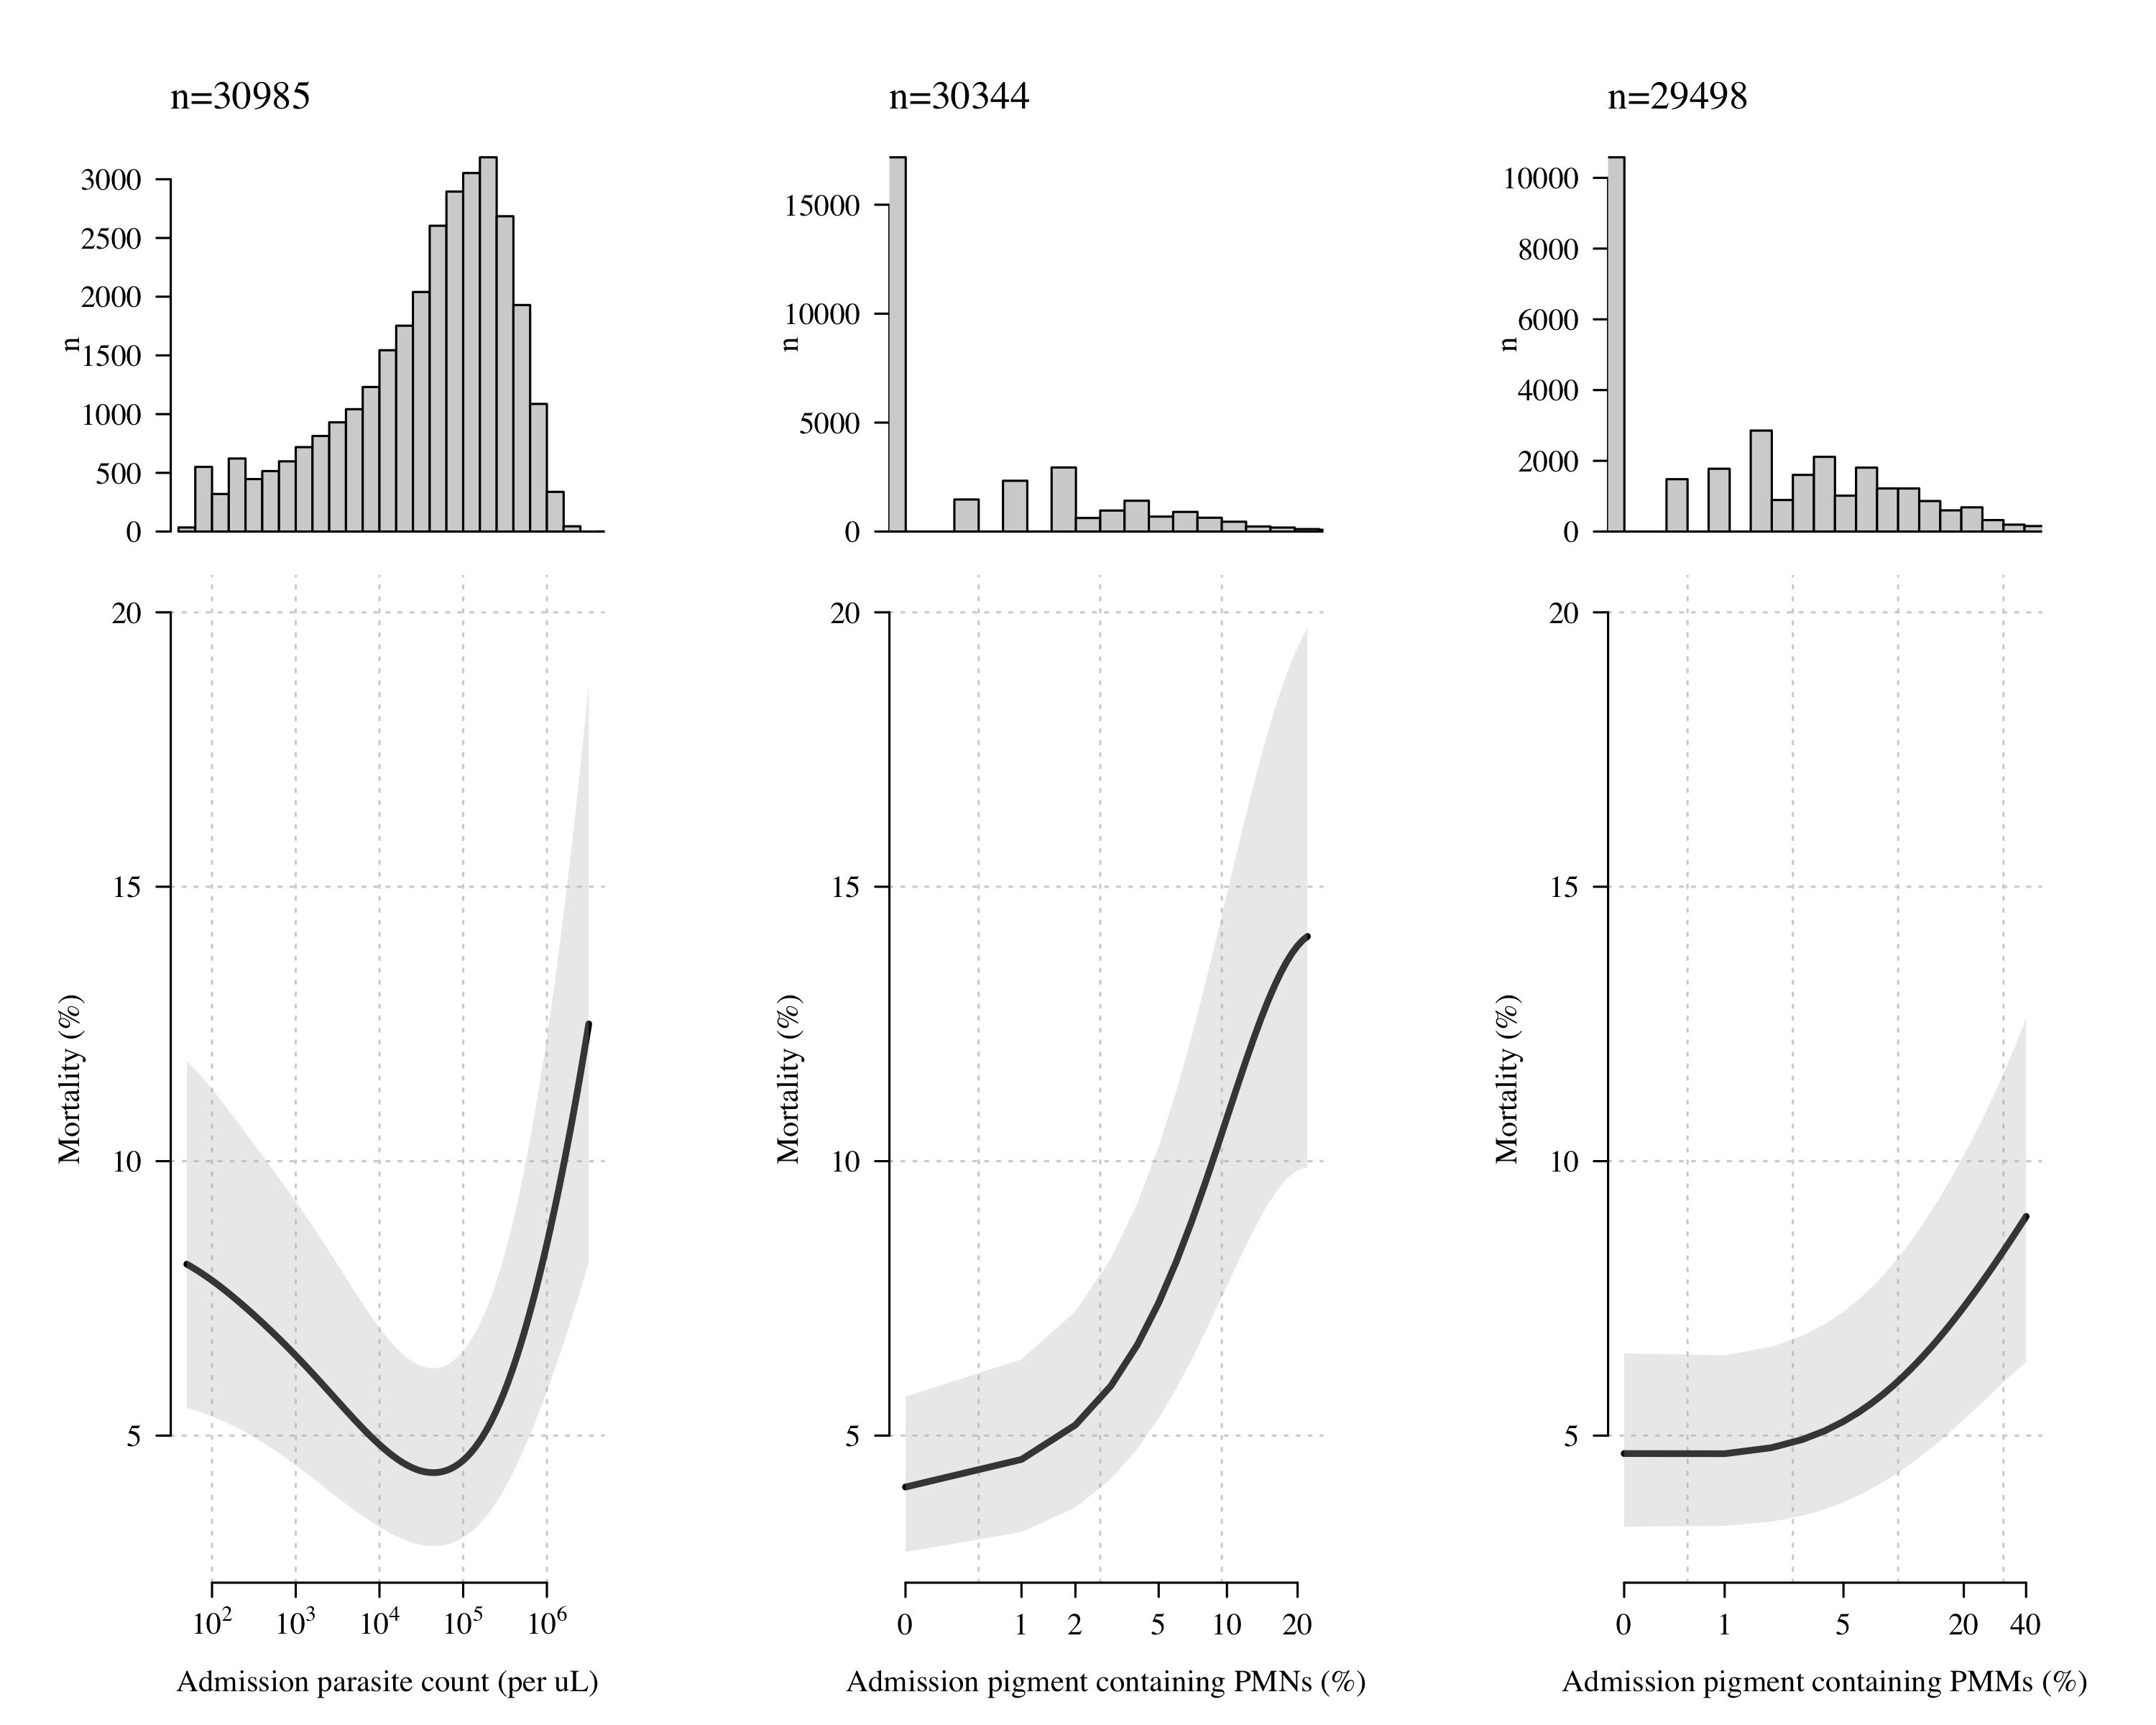 n=30985
n=30344
n=29498
n
3000
2500
2000
1500
1000
500
0
n
15000
10000
5000
0
n
10000
8000
6000
4000
2000
0
Mortality (%)
20
15
10
5
10² 10³ 10⁴ 10⁵ 10⁶
Admission parasite count (per uL)
Mortality (%)
20
15
10
5
0 1 2 5 10 20
Admission pigment containing PMNs (%)
Mortality (%)
20
15
10
5
0 1 5 20 40
Admission pigment containing PMMs (%)